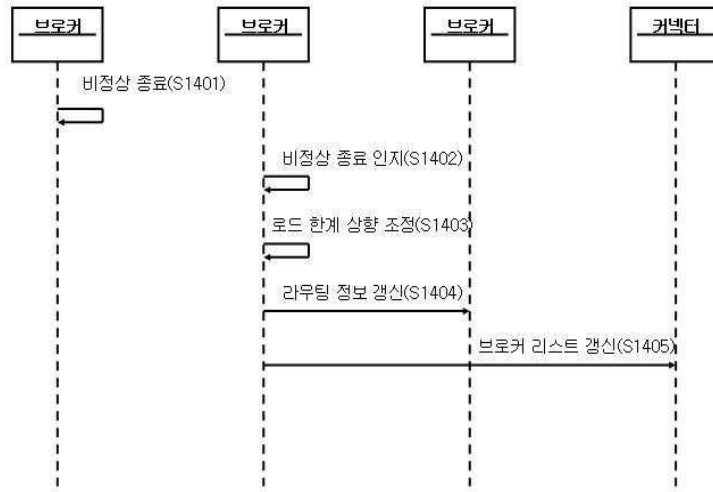 브로커 브로커 브로커 커넥터
비정상 종료(S1401)
비정상 종료 인지(S1402)
로드 한계 상향 조정(S1403)
라우팅 정보 갱신(S1404)
브로커 리스트 갱신(S1405)